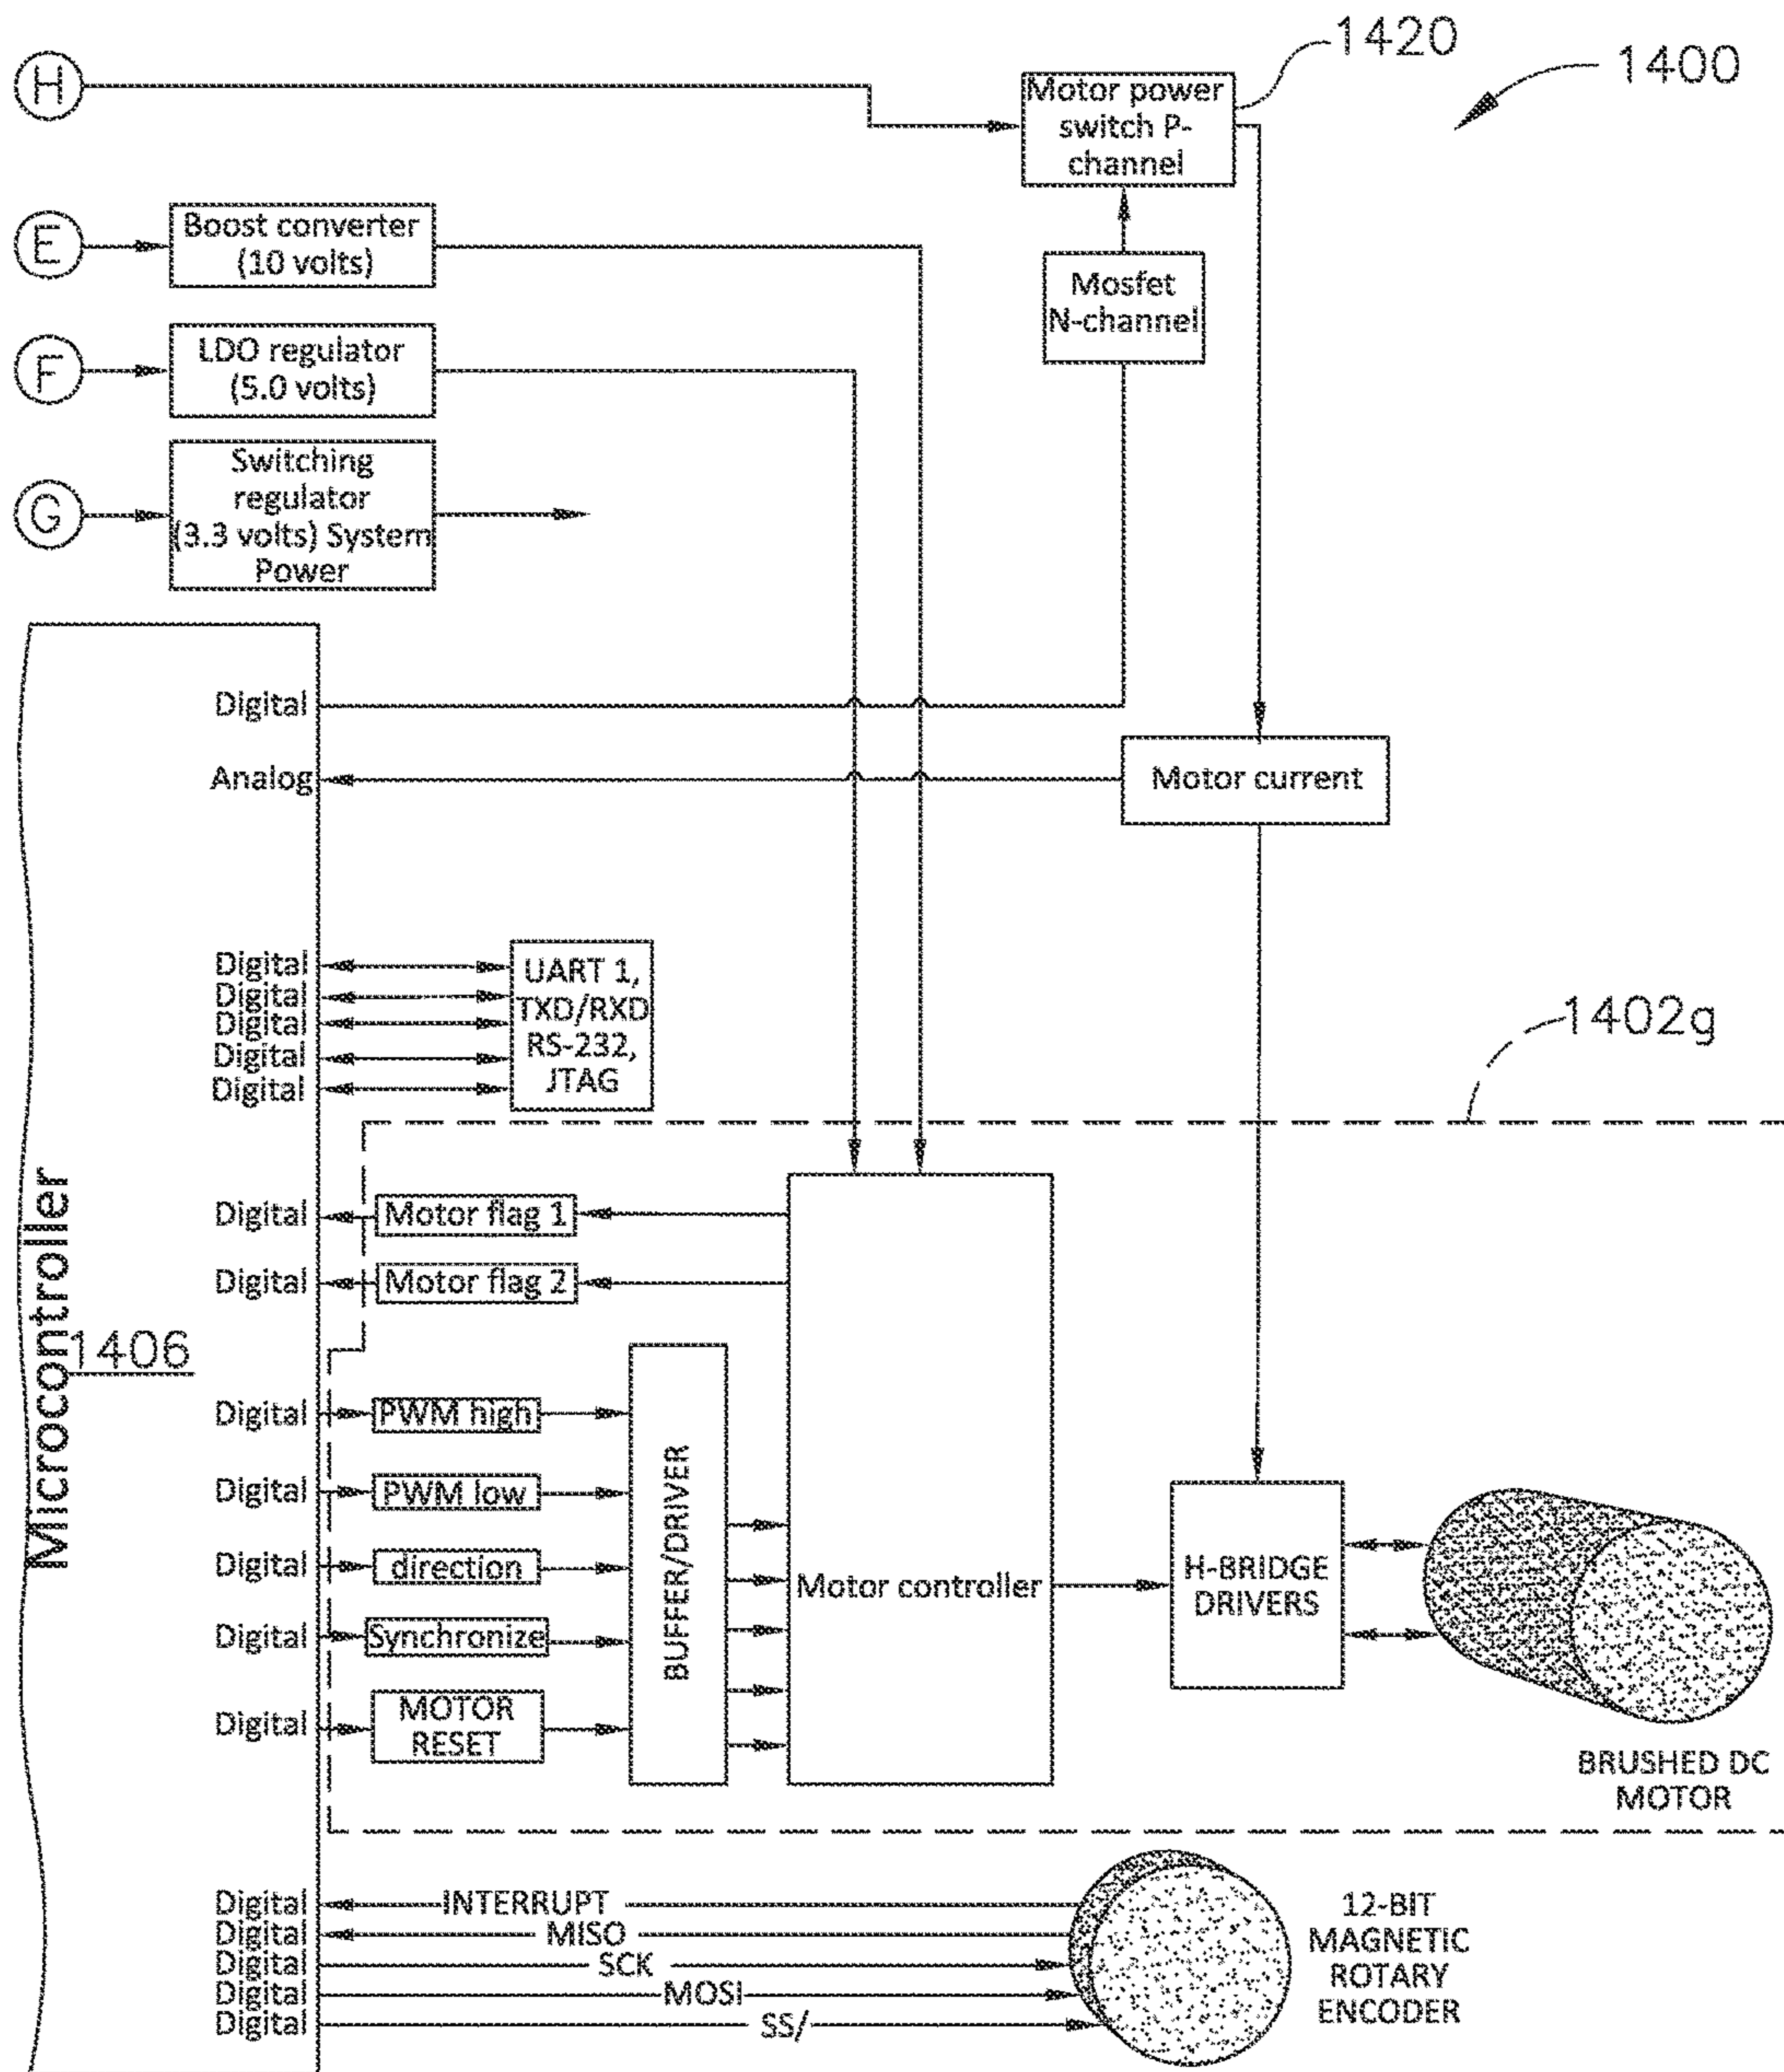 1420
1400
H
Motor power
switch P-
channel
E
Boost converter
(10 volts)
Mosfet
N-channel
F
LDO regulator
(5.0 volts)
G
Switching
regulator
(3.3 volts) System
Power
Digital
Analog
Motor current
Digital
Digital
Digital
Digital
Digital
UART 1,
TXD/RXD
RS-232,
JTAG
1402g
Microcontroller
1406
Digital
Motor flag 1
Digital
Motor flag 2
Digital
PWM high
Digital
PWM low
Digital
direction
Digital
Synchronize
Digital
MOTOR
RESET
BUFFER/DRIVER
Motor controller
H-BRIDGE
DRIVERS
BRUSHED DC
MOTOR
Digital
INTERRUPT
Digital
MISO
Digital
SCK
Digital
MOSI
Digital
SS/
12-BIT
MAGNETIC
ROTARY
ENCODER